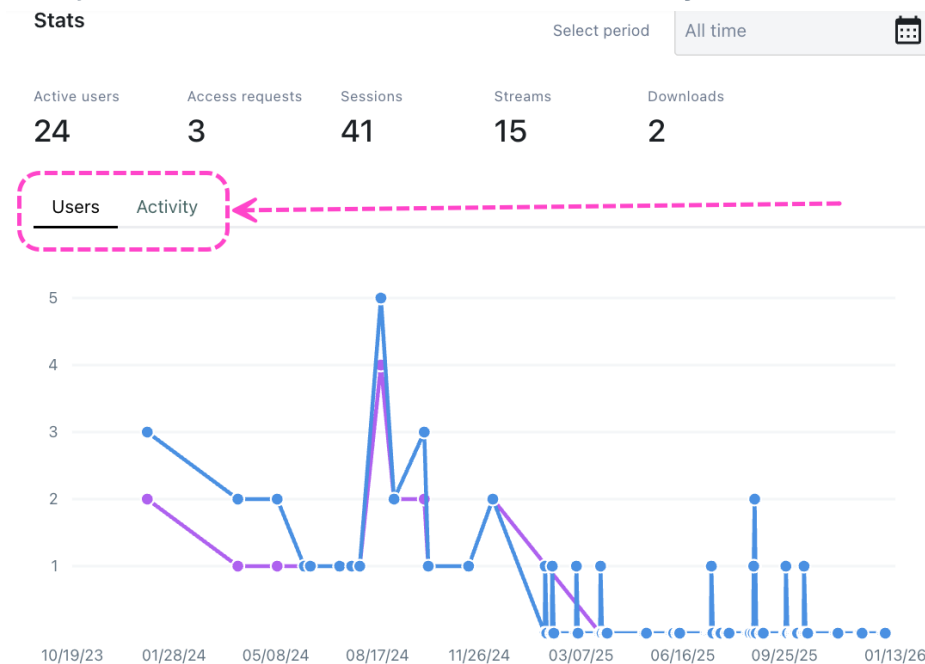 Stats
Select period
All time
Active users Access requests Sessions Streams Downloads
24 3 41 15 2
Users Activity
5
4
3
2
1
10/19/23 01/28/24 05/08/24 08/17/24 11/26/24 03/07/25 06/16/25 09/25/25 01/13/26